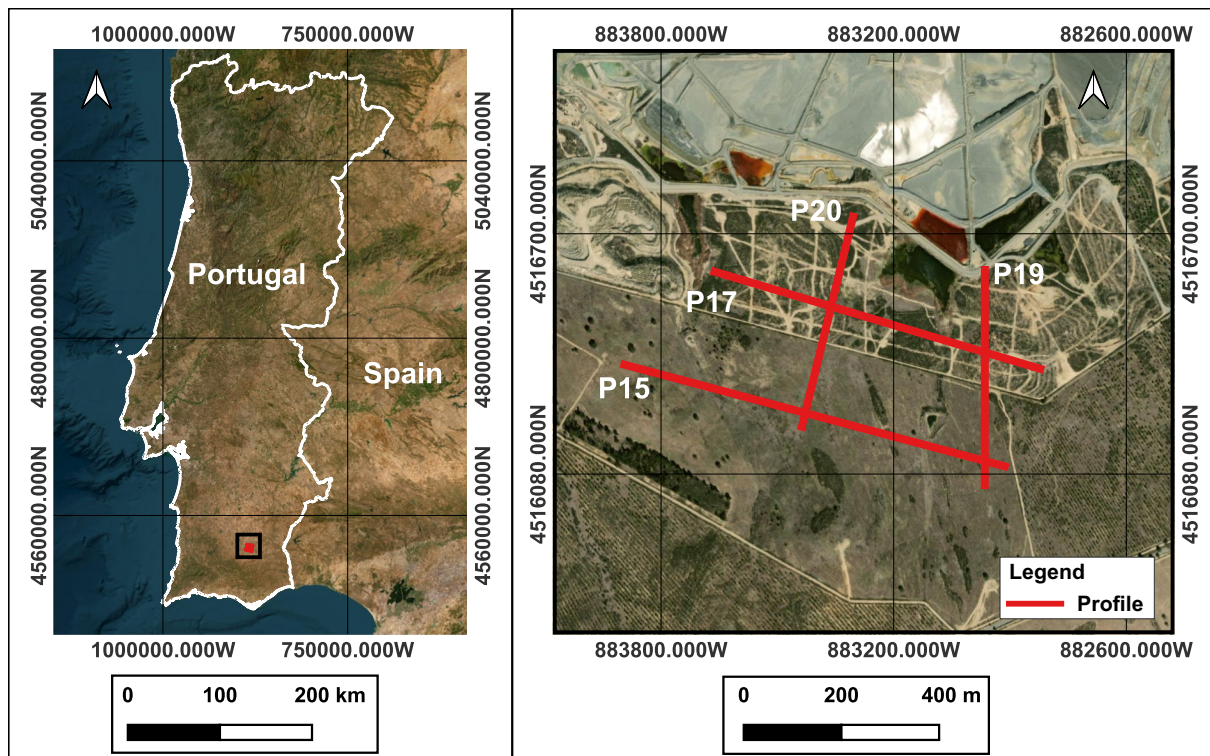 1000000.000W 750000.000W
5040000.000N
4800000.000N
4560000.000N
Portugal
Spain
5040000.000N
4800000.000N
4560000.000N
1000000.000W 750000.000W
0 100 200 km
883800.000W 883200.000W 882600.000W
4516700.000N
4516080.000N
P20
P19
P17
P15
4516700.000N
4516080.000N
Legend
Profile
883800.000W 883200.000W 882600.000W
0 200 400 m